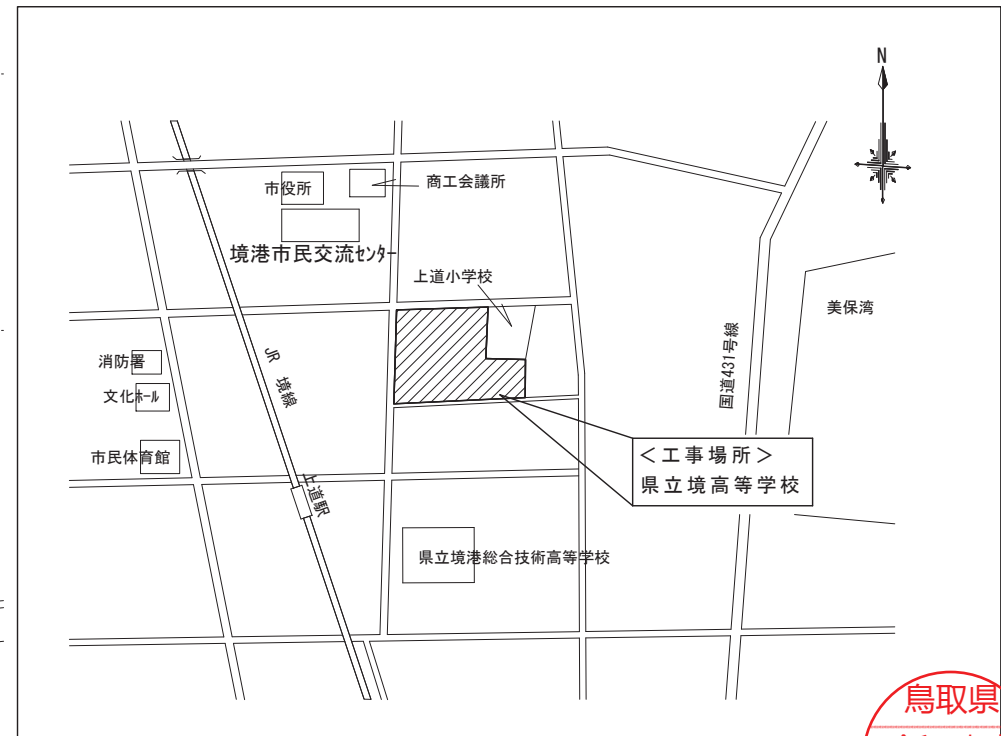 N
市役所
商工会議所
境港市民交流ｾﾝﾀｰ
上道小学校
美保湾
国道431号線
消防署
JR 境線
文化ﾎｰﾙ
市民体育館
＜工事場所＞
県立境高等学校
上道駅
県立境港総合技術高等学校
鳥取県